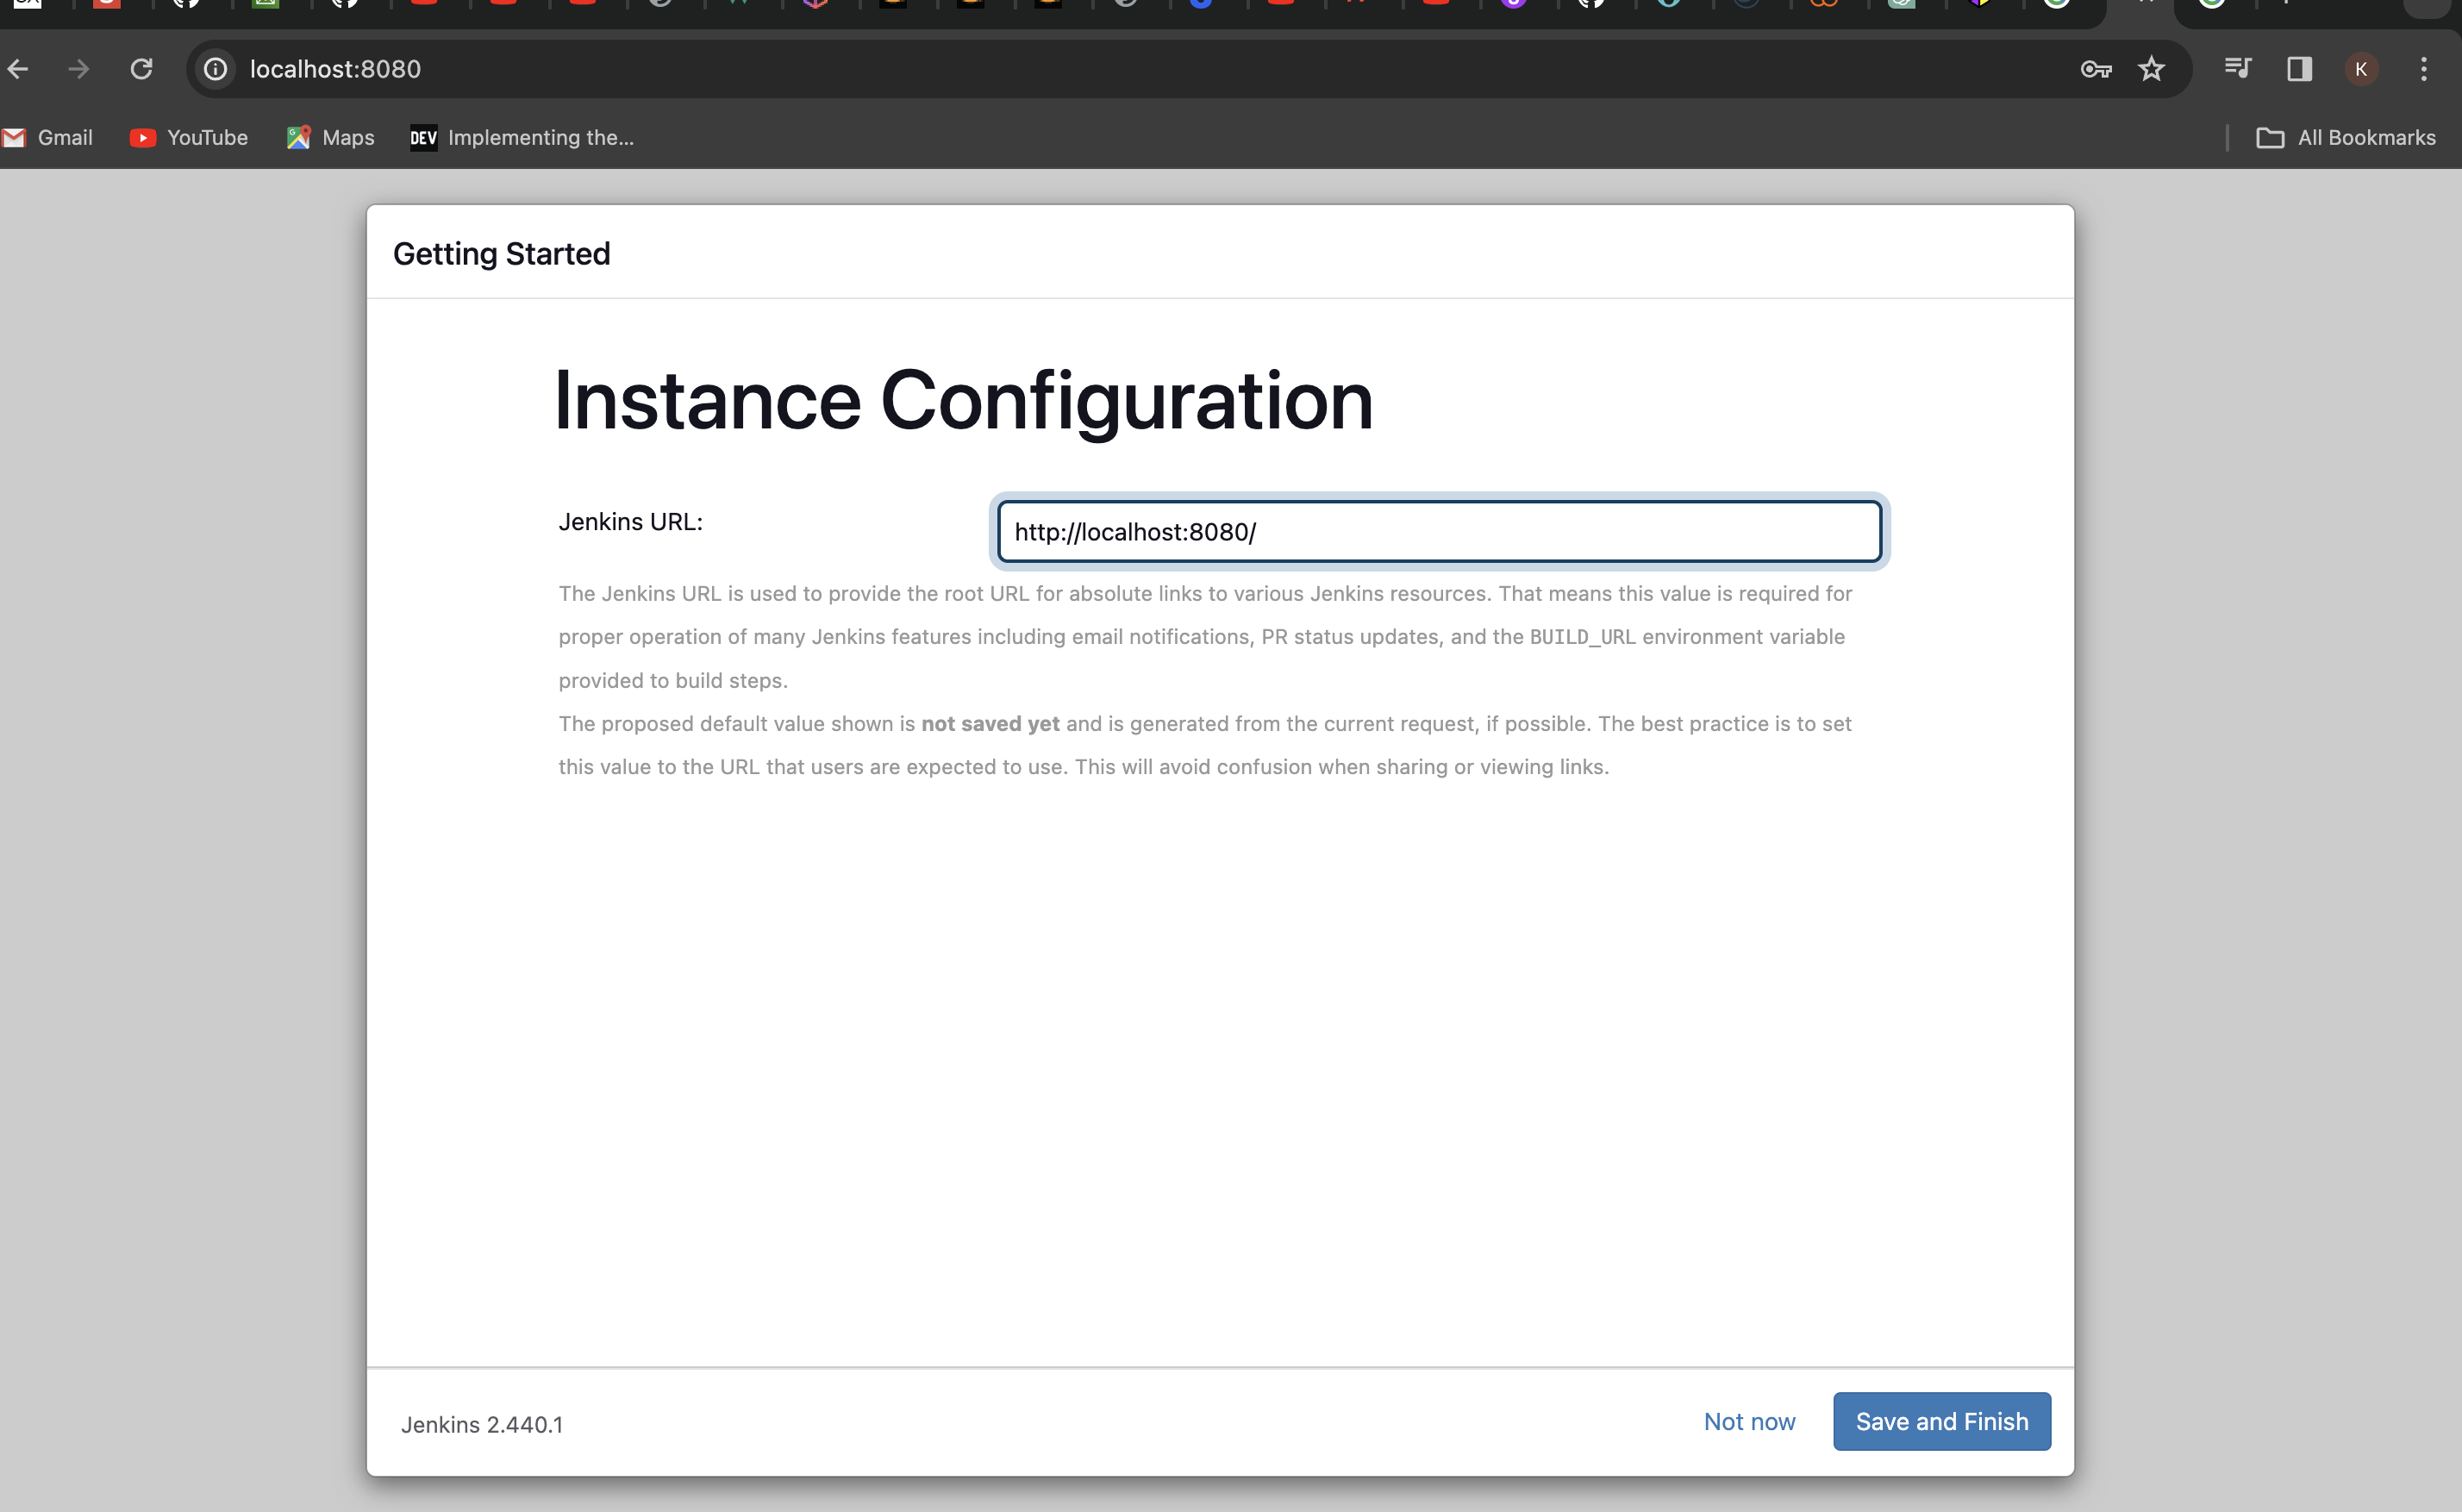 localhost:8080
K
Gmail
YouTube
Maps
DEV Implementing the...
All Bookmarks
Getting Started
Instance Configuration
Jenkins URL:
http://localhost:8080/
The Jenkins URL is used to provide the root URL for absolute links to various Jenkins resources. That means this value is required for
proper operation of many Jenkins features including email notifications, PR status updates, and the BUILD_URL environment variable
provided to build steps.
The proposed default value shown is not saved yet and is generated from the current request, if possible. The best practice is to set
this value to the URL that users are expected to use. This will avoid confusion when sharing or viewing links.
Jenkins 2.440.1
Not now
Save and Finish